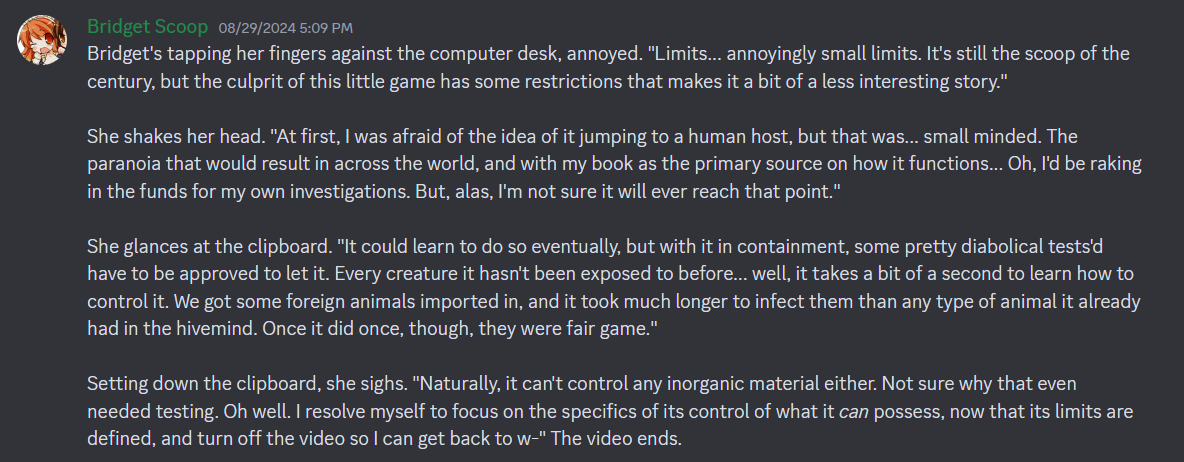 Bridget Scoop 08/29/2024 5:09 PM
Bridget's tapping her fingers against the computer desk, annoyed. "Limits... annoyingly small limits. It's still the scoop of the
century, but the culprit of this little game has some restrictions that makes it a bit of a less interesting story."
She shakes her head. "At first, I was afraid of the idea of it jumping to a human host, but that was... small minded. The
paranoia that would result in across the world, and with my book as the primary source on how it functions... Oh, I'd be raking
in the funds for my own investigations. But, alas, I'm not sure it will ever reach that point."
She glances at the clipboard. "It could learn to do so eventually, but with it in containment, some pretty diabolical tests'd
have to be approved to let it. Every creature it hasn't been exposed to before... well, it takes a bit of a second to learn how to
control it. We got some foreign animals imported in, and it took much longer to infect them than any type of animal it already
had in the hivemind. Once it did once, though, they were fair game."
Setting down the clipboard, she sighs. "Naturally, it can't control any inorganic material either. Not sure why that even
needed testing. Oh well. I resolve myself to focus on the specifics of its control of what it can possess, now that its limits are
defined, and turn off the video so I can get back to w-" The video ends.